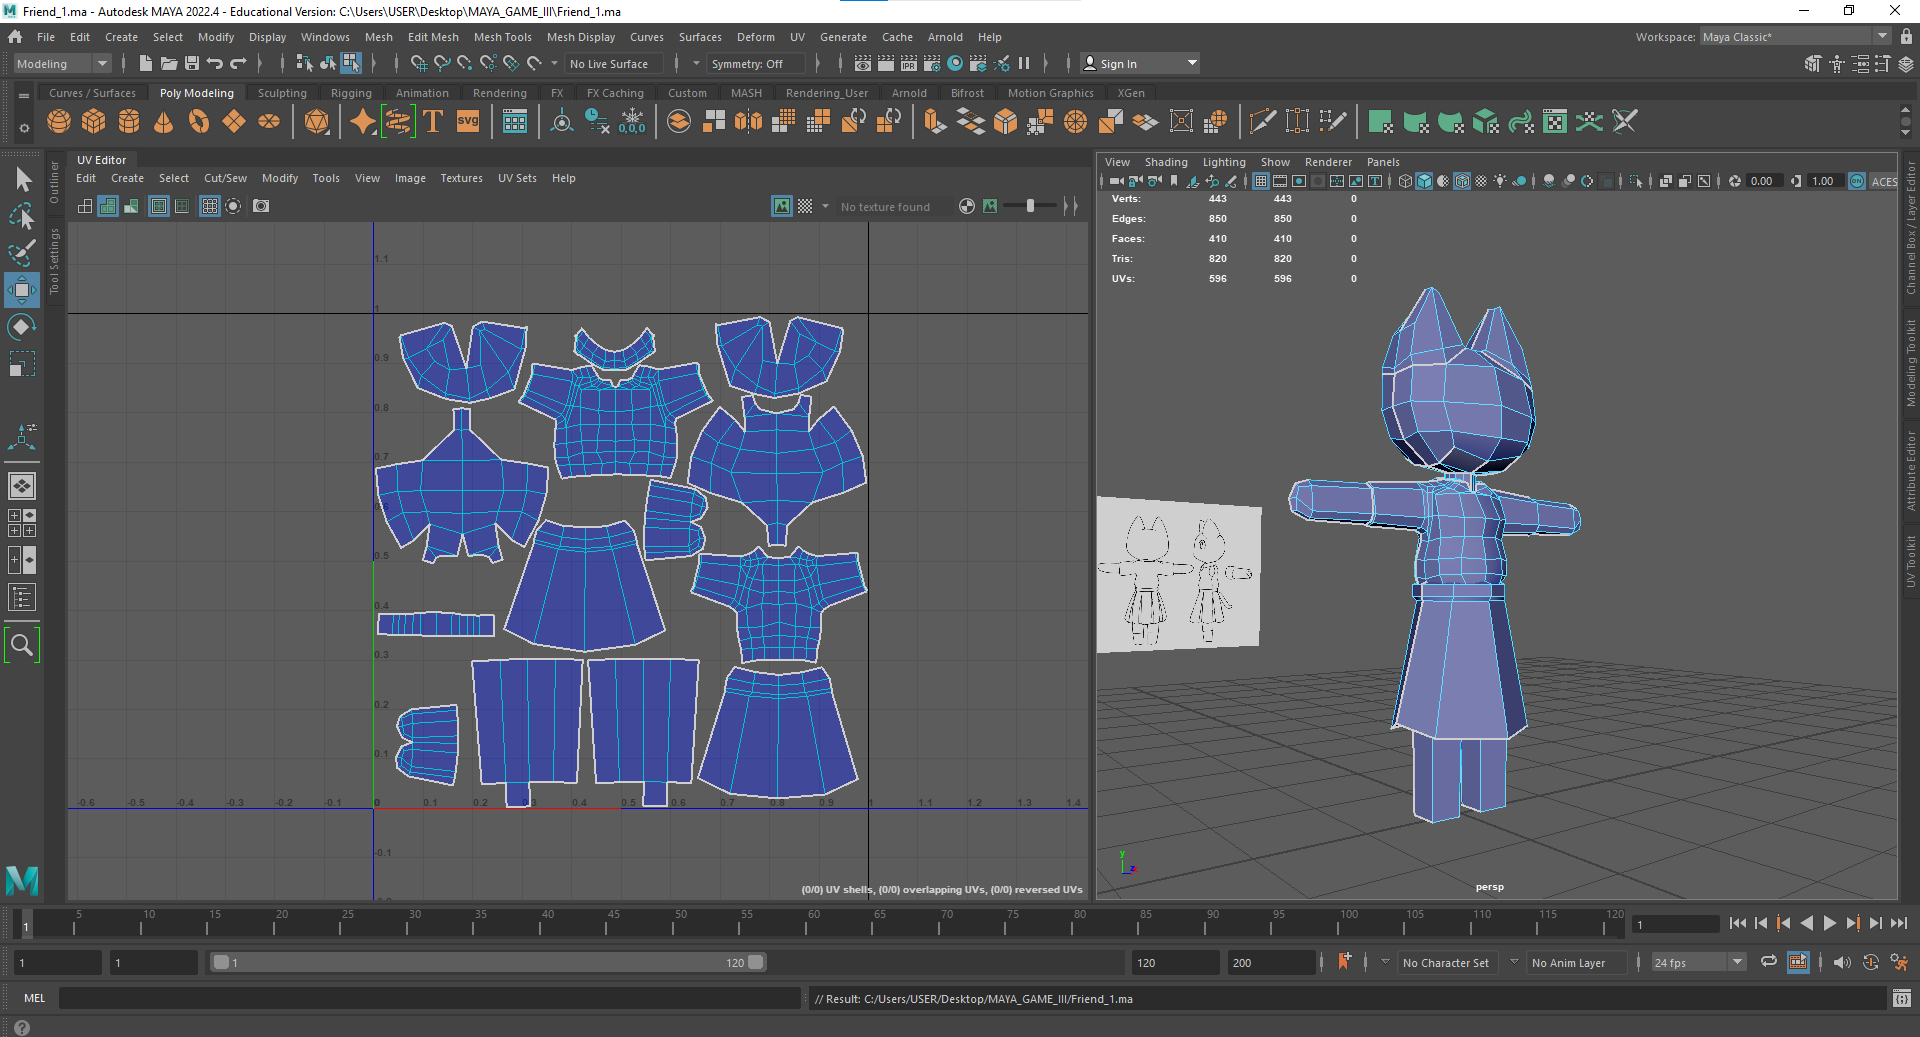 Friend_1.ma - Autodesk MAYA 2022.4 - Educational Version: C:\Users\USER\Desktop\MAYA_GAME_III\Friend_1.ma
File Edit Create Select Modify Display Windows Mesh Edit Mesh Mesh Tools Mesh Display Curves Surfaces Deform UV Generate Cache Arnold Help Workspace: Maya Classic*
Modeling No Live Surface Symmetry: Off Sign In
Curves / Surfaces Poly Modeling Sculpting Rigging Animation Rendering FX FX Caching Custom MASH Rendering_User Arnold Bifrost Motion Graphics XGen
T svg 0,0,0
Outliner
Tool Settings
UV Editor
Edit Create Select Cut/Sew Modify Tools View Image Textures UV Sets Help
No texture found
1.1
1
0.9
0.8
0.7
0.5
0.4
0.3
0.2
0.1
-0.6 -0.5 -0.4 -0.3 -0.2 -0.1 0 0.1 0.2 0.3 0.4 0.5 0.6 0.7 0.8 0.9 1 1.1 1.2 1.3 1.4
-0.1
(0/0) UV shells, (0/0) overlapping UVs, (0/0) reversed UVs
View Shading Lighting Show Renderer Panels
0.00 1.00 ACES
Verts: 443 443 0
Edges: 850 850 0
Faces: 410 410 0
Tris: 820 820 0
UVs: 596 596 0
y
z
persp
Channel Box / Layer Editor
Modeling Toolkit
Attribute Editor
UV Toolkit
1 5 10 15 20 25 30 35 40 45 50 55 60 65 70 75 80 85 90 95 100 105 110 115 120 1
1 1 1 120 120 200 No Character Set No Anim Layer 24 fps
MEL // Result: C:/Users/USER/Desktop/MAYA_GAME_III/Friend_1.ma